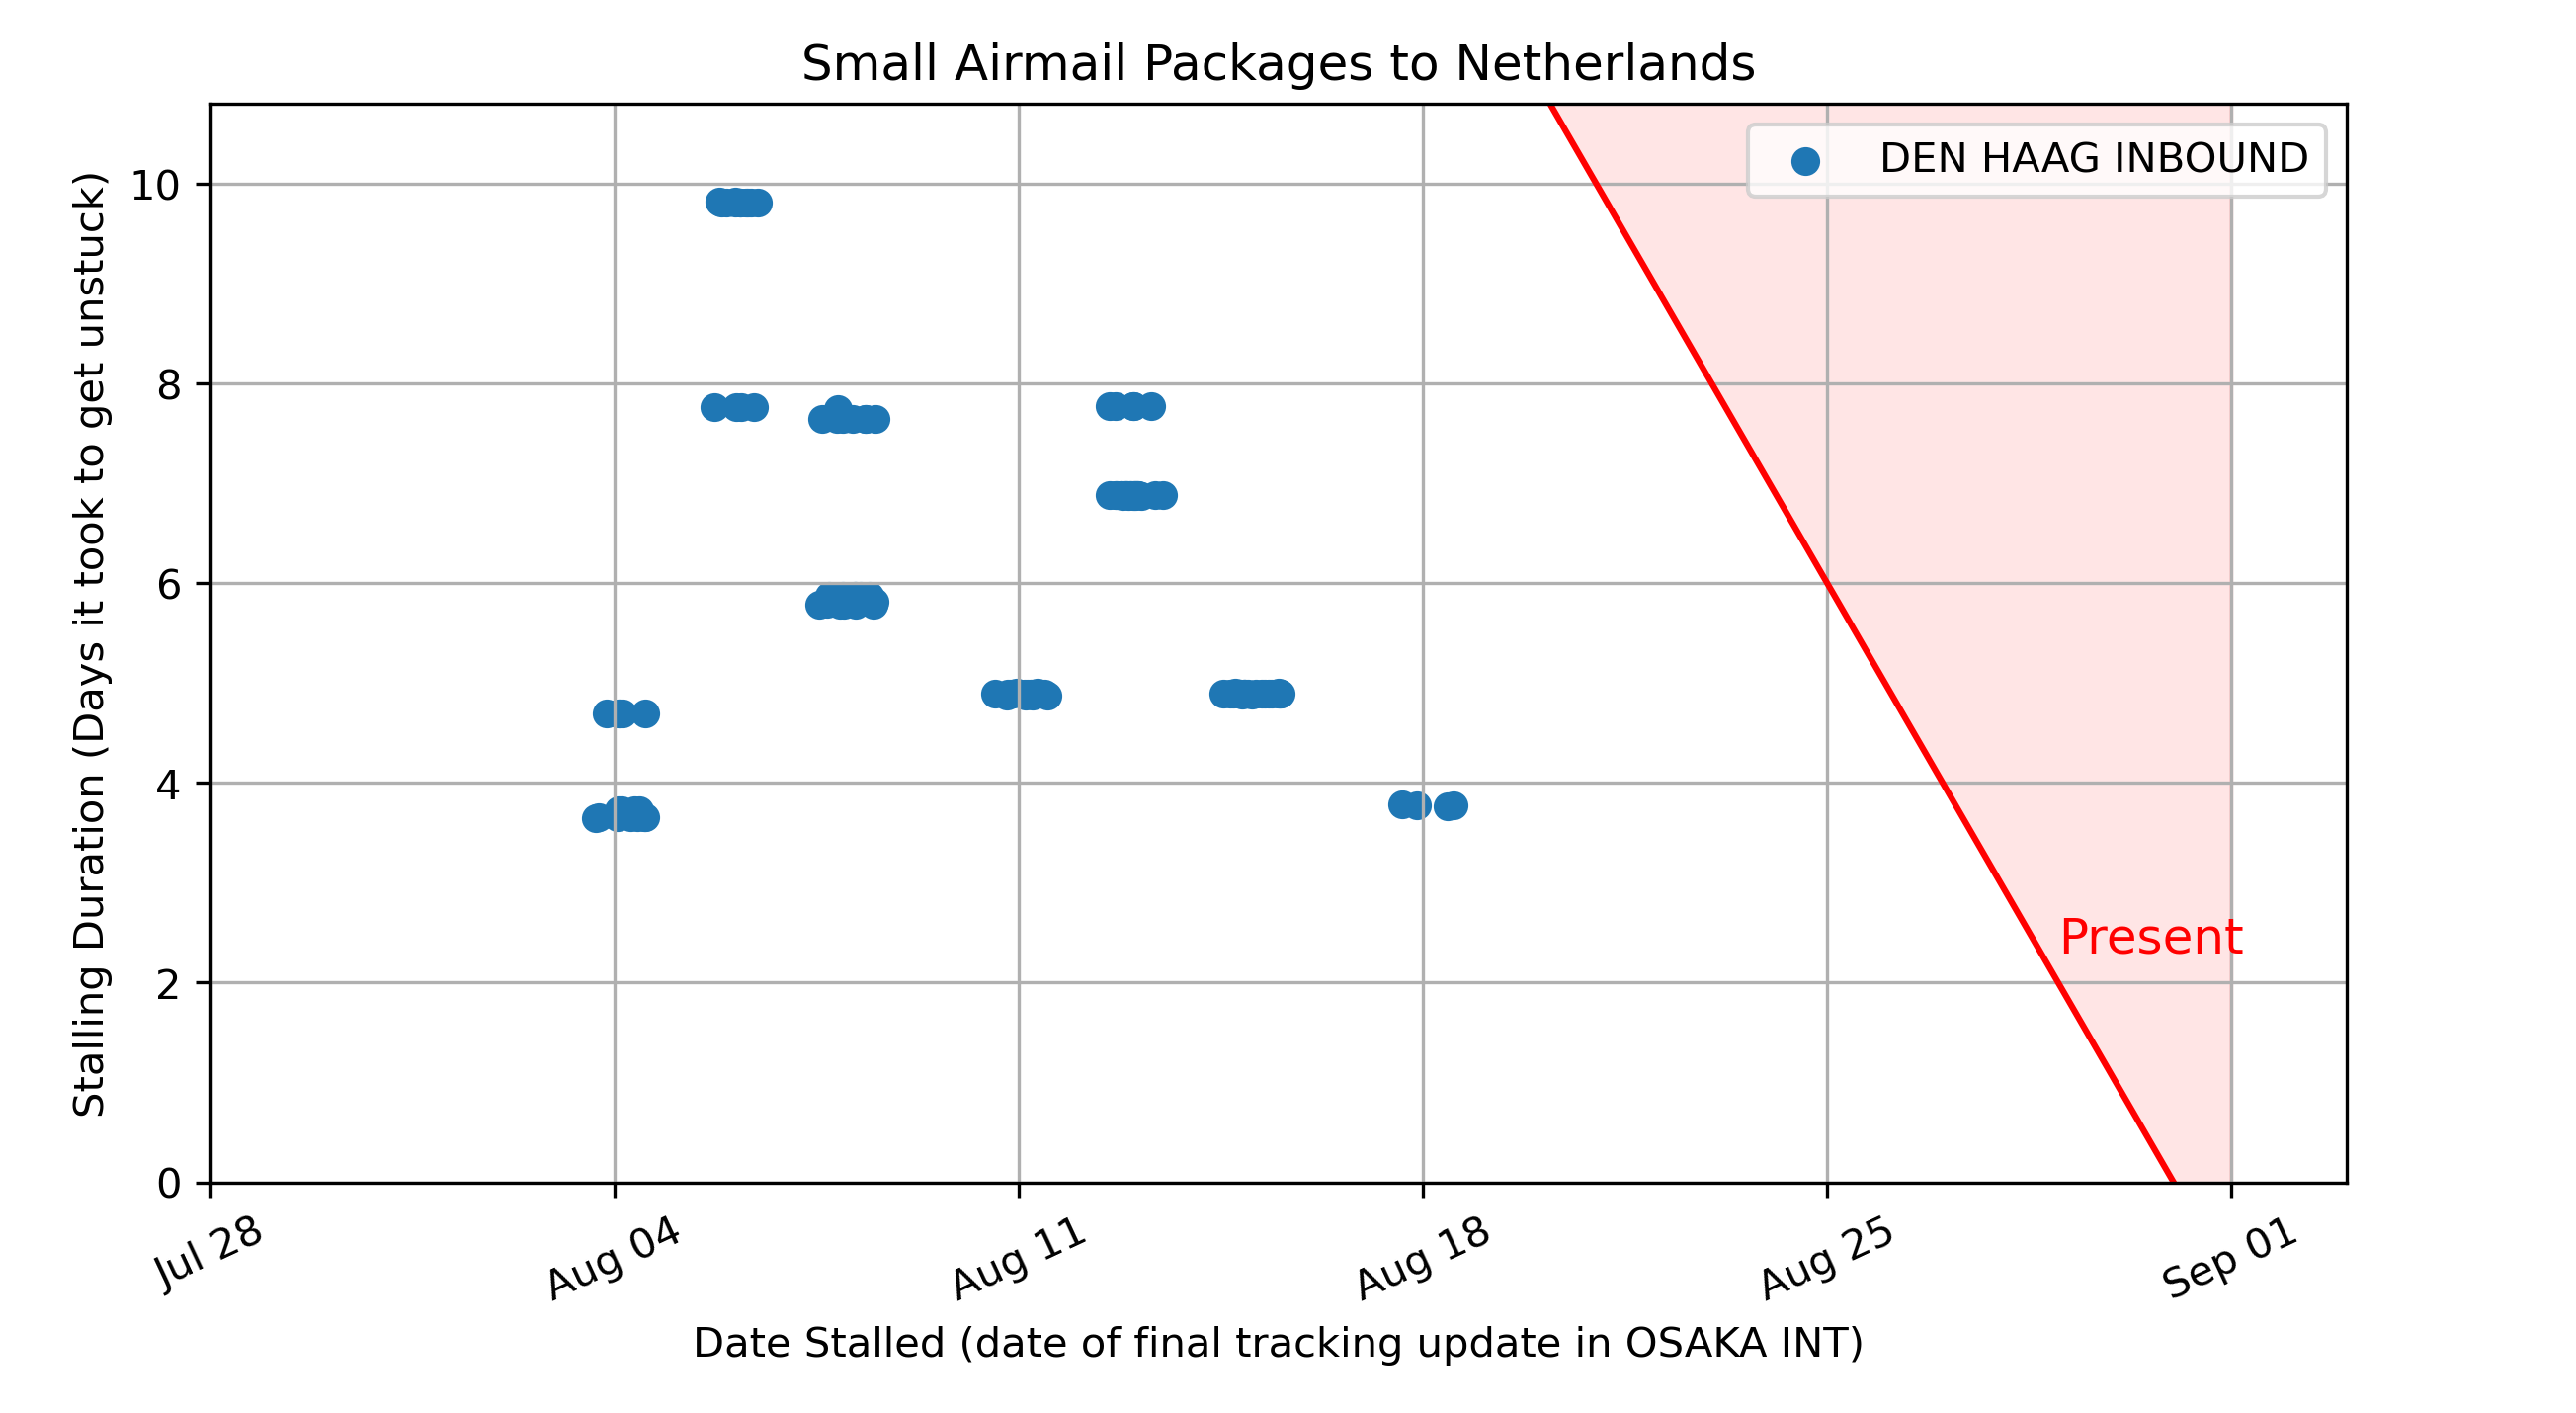 Small Airmail Packages to Netherlands
DEN HAAG INBOUND
Stalling Duration (Days it took to get unstuck)
10
8
6
4
2
0
Present
Jul 28
Aug 04
Aug 11
Aug 18
Aug 25
Sep 01
Date Stalled (date of final tracking update in OSAKA INT)